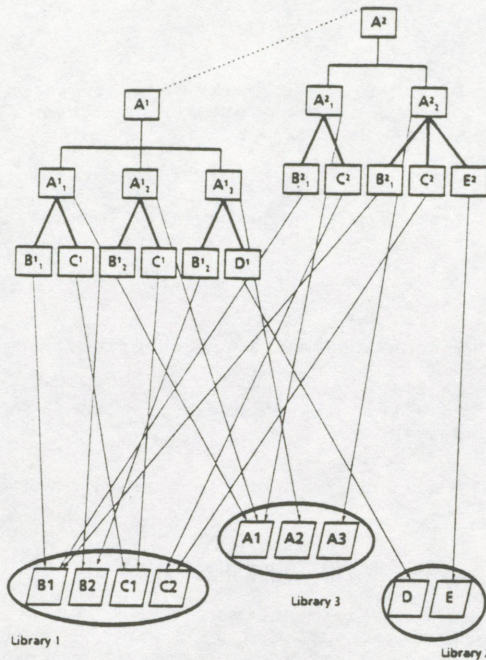 A²
A²₁ A²₂
A¹
B²₁ C² B²₁ C² E²
A¹₁ A¹₂ A¹₃
B¹₁ C¹ B¹₂ C¹ B¹₂ D¹
A1 A2 A3
B1 B2 C1 C2
D E
Library 3
Library 1
Library